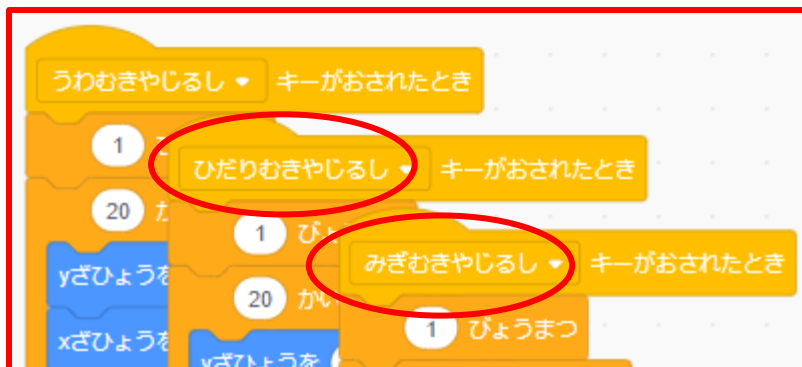 うわむきやじるし キーがおされたとき
1
20
yざひょうを
xざひょうを
ひだりむきやじるし キーがおされたとき
1 びょ
20 かい
yざひょうを
みぎむきやじるし キーがおされたとき
1 びょうまつ